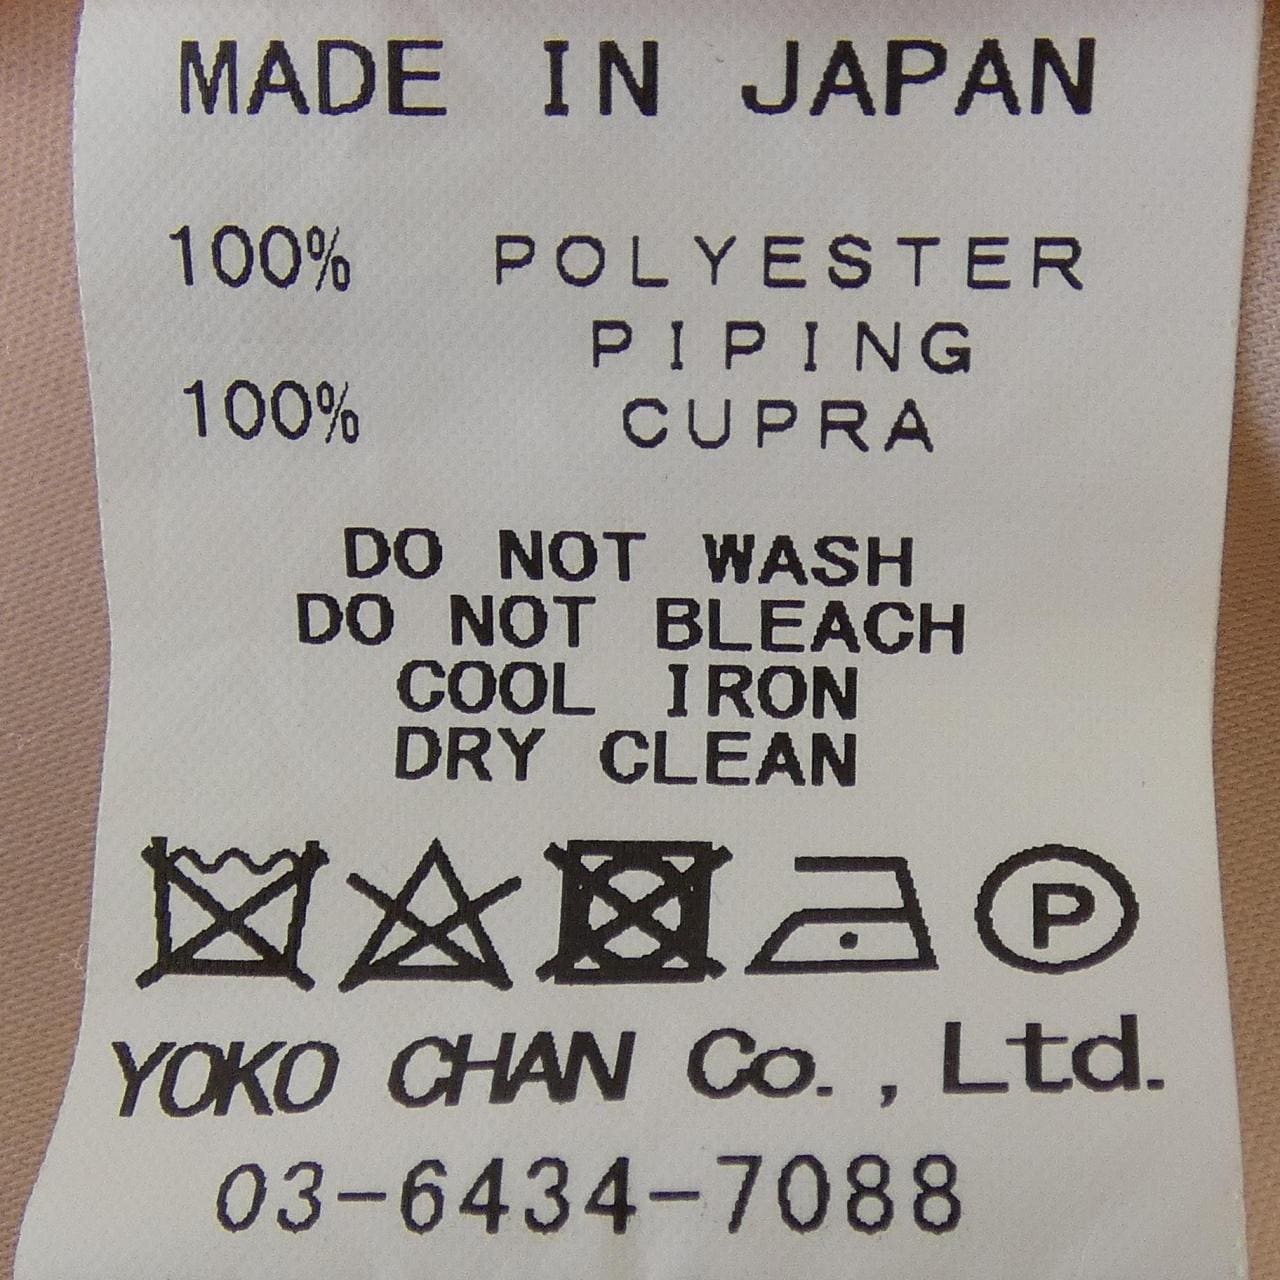 MADE IN JAPAN
100% POLYESTER
PIPING
100% CUPRA
DO NOT WASH
DO NOT BLEACH
COOL IRON
DRY CLEAN
P
YOKO CHAN Co., Ltd.
03-6434-7088